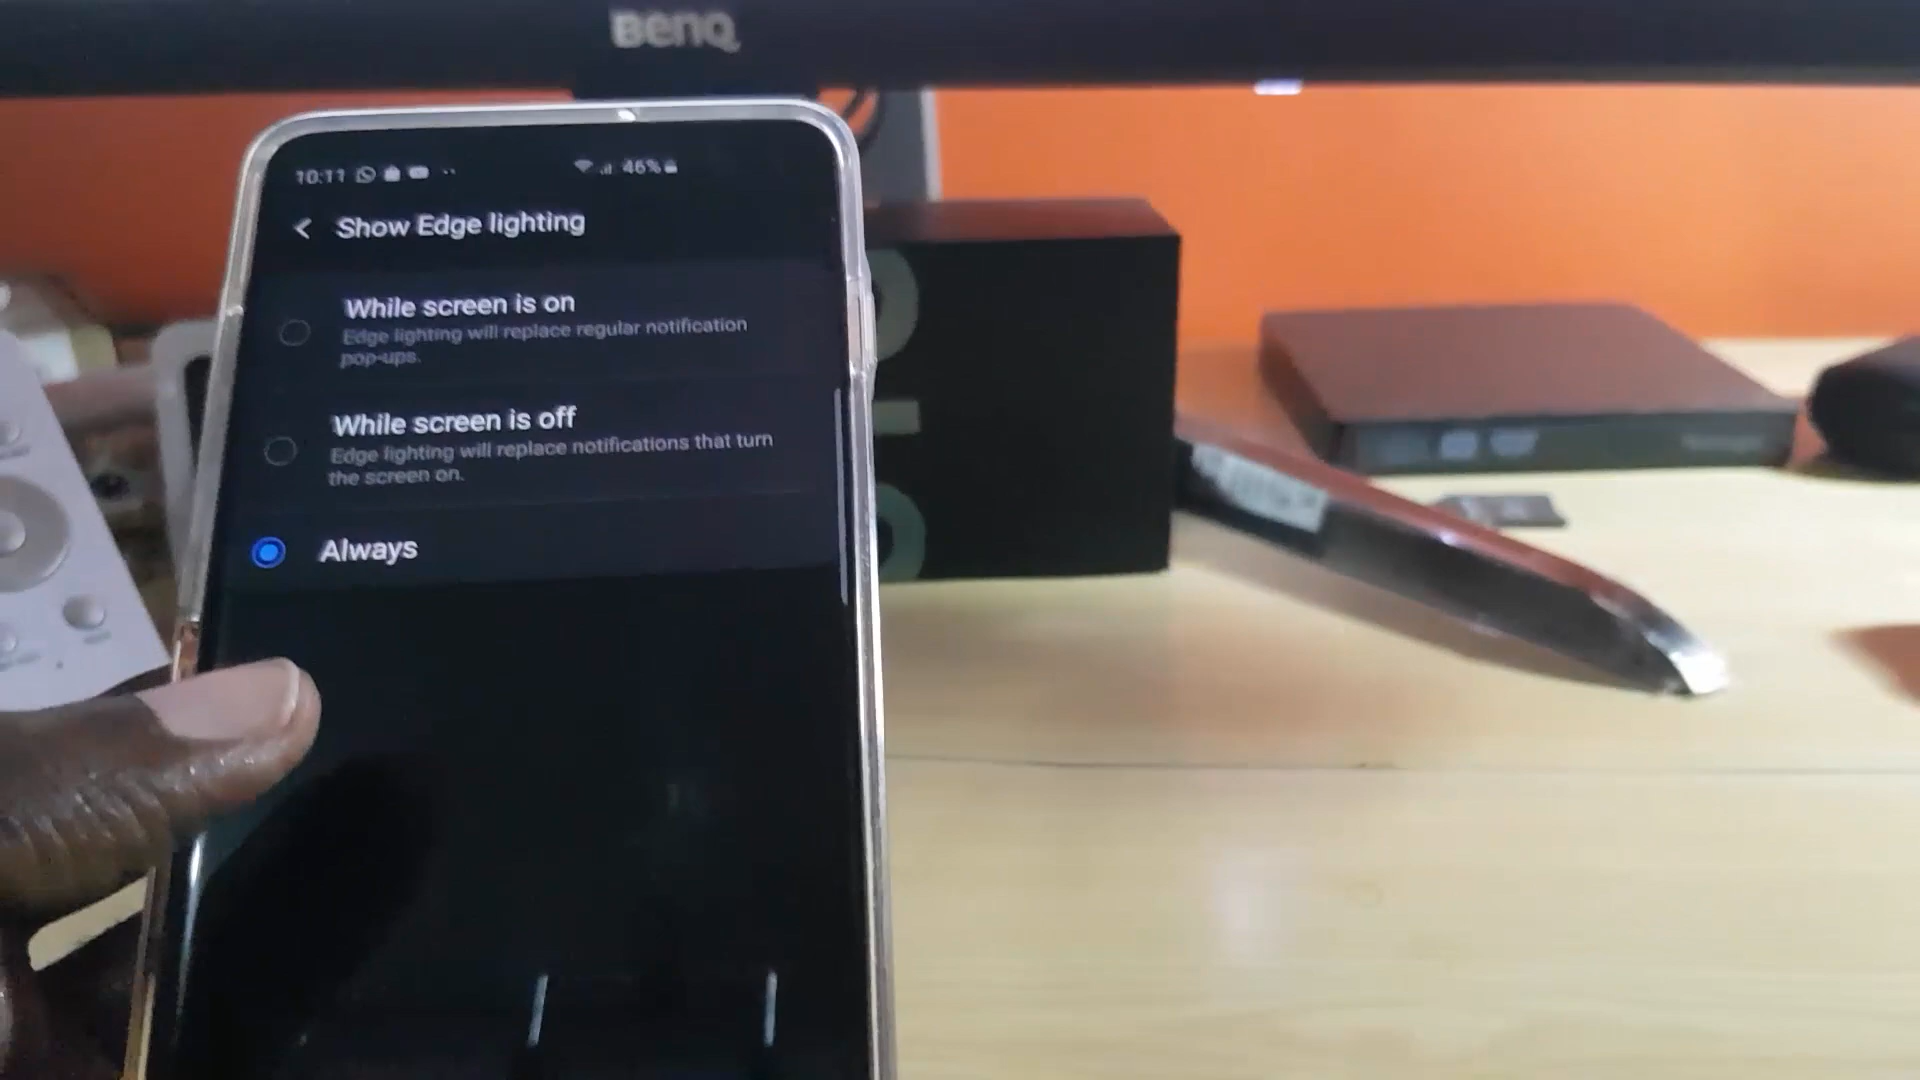 BenQ
10:11
46%
Show Edge lighting
While screen is on
Edge lighting will replace regular notification
pop-ups.
While screen is off
Edge lighting will replace notifications that turn
the screen on.
Always